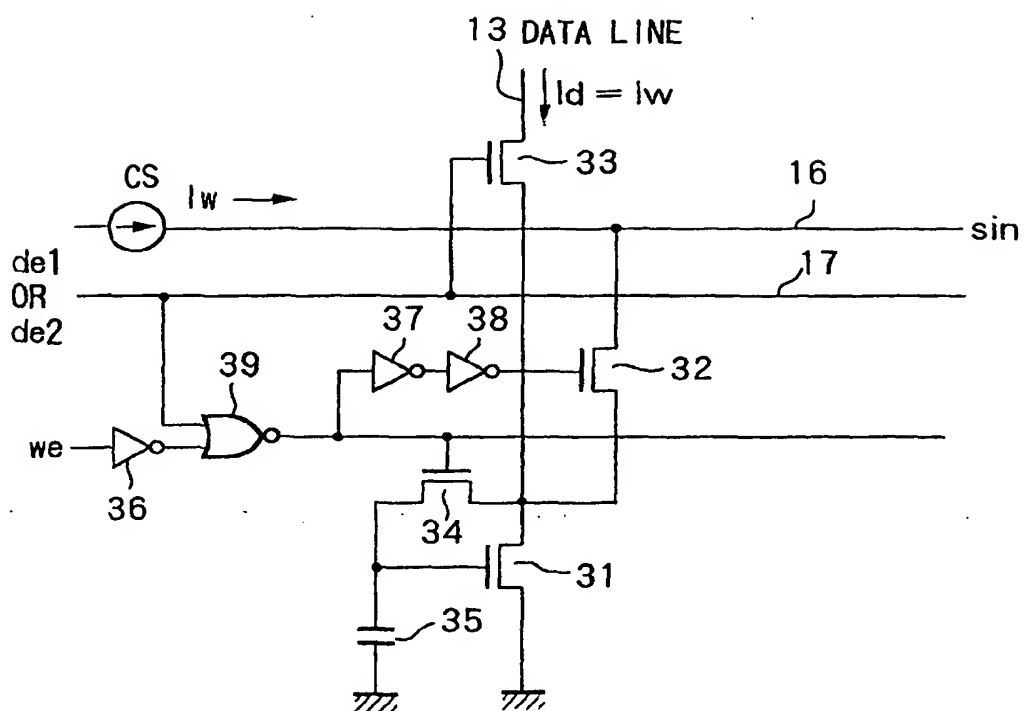 13 DATA LINE
Id = Iw
33
CS
Iw
16
sin
de1
OR
de2
17
37
38
32
39
we
36
34
31
35